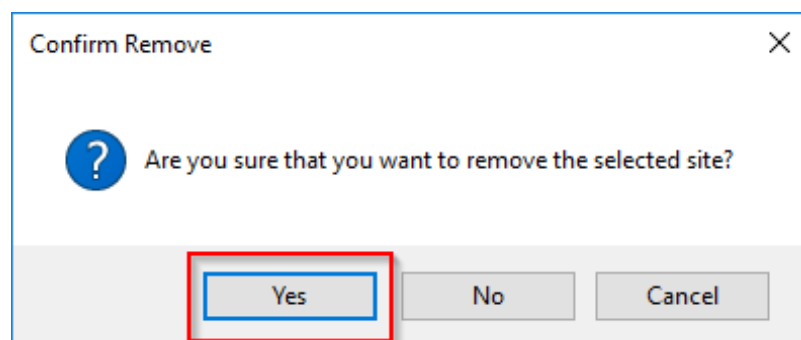 Confirm Remove
Are you sure that you want to remove the selected site?
Yes No Cancel